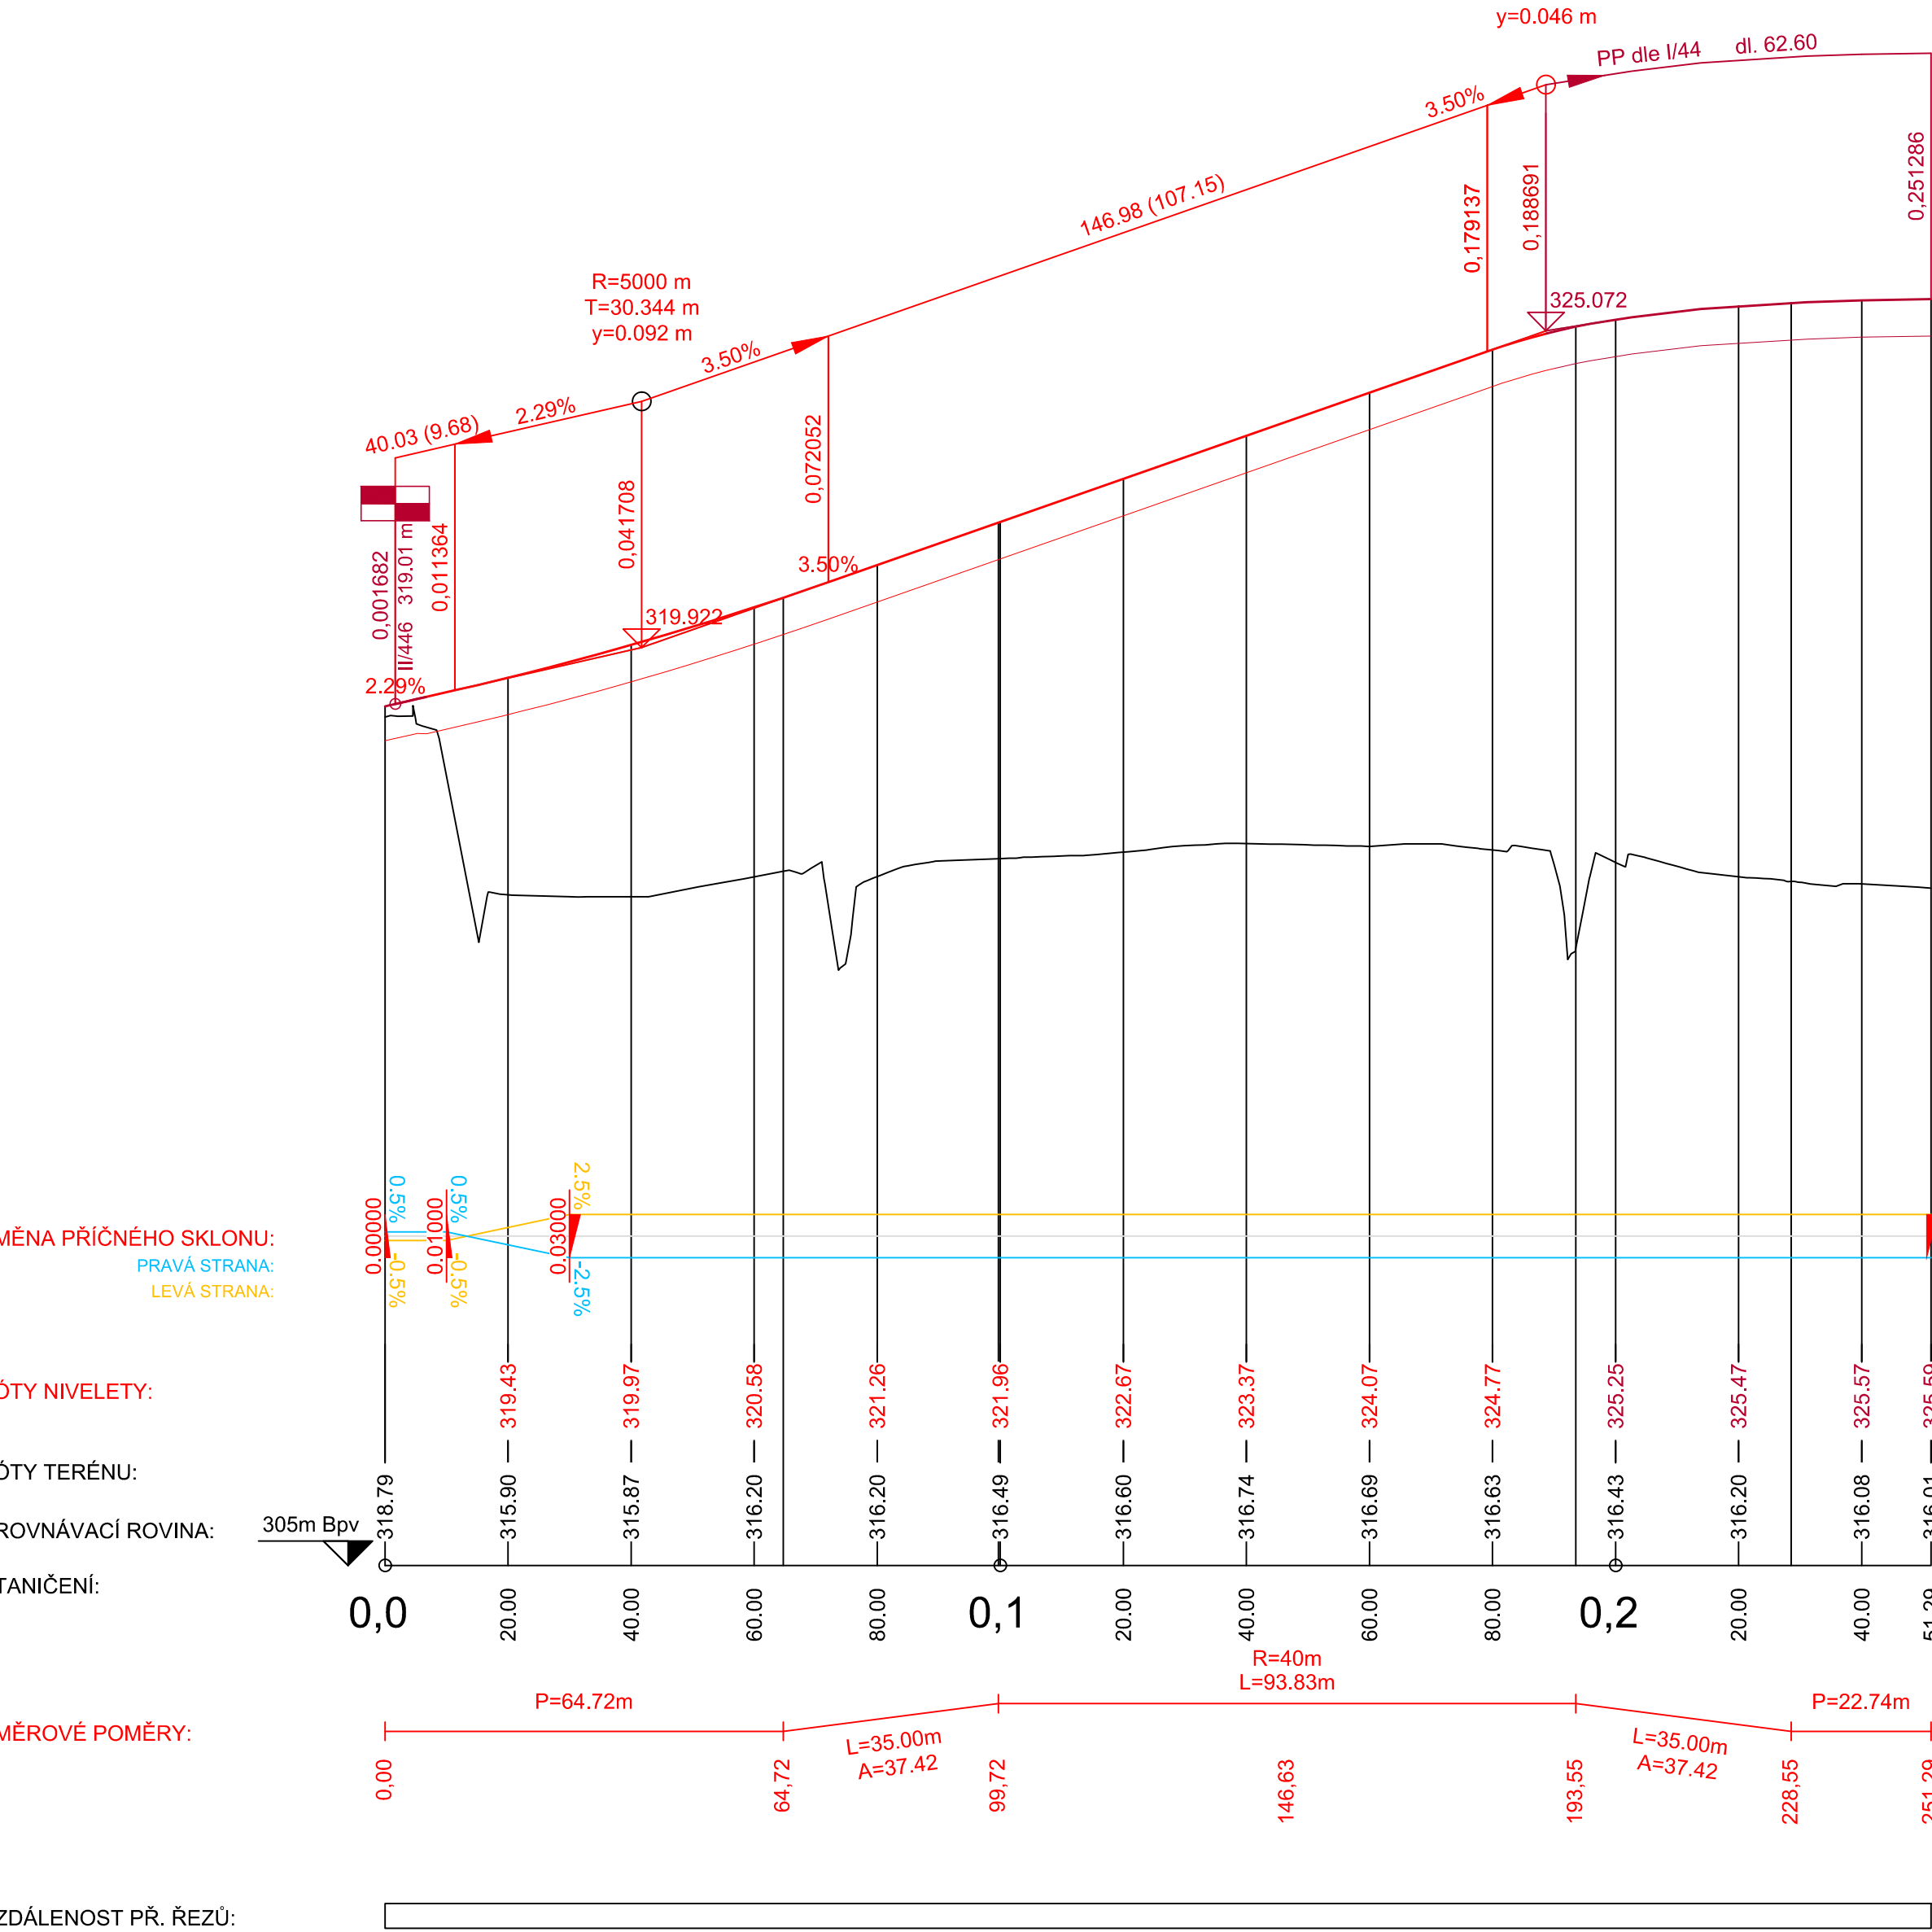 y=0.046 m
PP dle I/44 dl. 62.60
3.50%
0,251286
0,188691
0,179137
146.98 (107.15)
325.072
R=5000 m
T=30.344 m
y=0.092 m
3.50%
2.29%
40.03 (9.68)
0,072052
0,041708
0,011364
0,001682
II/446 319.01 m
3.50%
319.922
2.29%
0.00000 0.5% -0.5%
0.01000 0.5% -0.5%
0.03000 2.5% -2.5%
MĚNA PŘÍČNÉHO SKLONU:
PRAVÁ STRANA:
LEVÁ STRANA:
ÓTY NIVELETY: 319.43 319.97 320.58 321.26 321.96 322.67 323.37 324.07 324.77 325.25 325.47 325.57 325.59
ÓTY TERÉNU: 318.79 315.90 315.87 316.20 316.20 316.49 316.60 316.74 316.69 316.63 316.43 316.20 316.08 316.01
ROVNÁVACÍ ROVINA: 305m Bpv
TANIČENÍ: 0,0 20.00 40.00 60.00 80.00 0,1 20.00 40.00 60.00 80.00 0,2 20.00 40.00 51.29
R=40m
L=93.83m
P=64.72m
P=22.74m
MĚROVÉ POMĚRY:
L=35.00m
A=37.42
L=35.00m
A=37.42
0,00 64,72 99,72 146,63 193,55 228,55 251,29
ZDÁLENOST PŘ. ŘEZŮ: